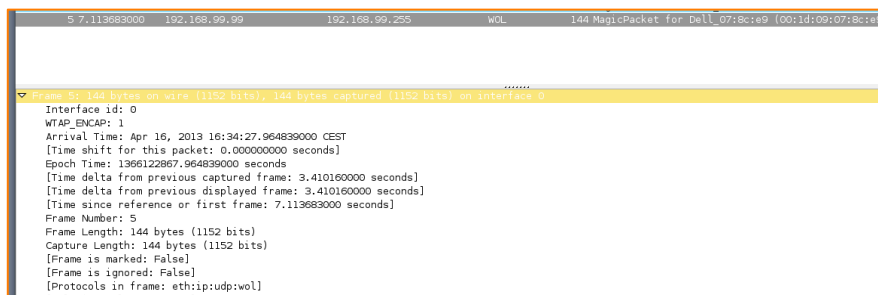 5 7.113683000 192.168.99.99 192.168.99.255 WOL 144 MagicPacket for Dell_07:8c:e9 (00:1d:09:07:8c:e9
Frame 5: 144 bytes on wire (1152 bits), 144 bytes captured (1152 bits) on interface 0
Interface id: 0
WTAP_ENCAP: 1
Arrival Time: Apr 16, 2013 16:34:27.964839000 CEST
[Time shift for this packet: 0.000000000 seconds]
Epoch Time: 1366122867.964839000 seconds
[Time delta from previous captured frame: 3.410160000 seconds]
[Time delta from previous displayed frame: 3.410160000 seconds]
[Time since reference or first frame: 7.113683000 seconds]
Frame Number: 5
Frame Length: 144 bytes (1152 bits)
Capture Length: 144 bytes (1152 bits)
[Frame is marked: False]
[Frame is ignored: False]
[Protocols in frame: eth:ip:udp:wol]